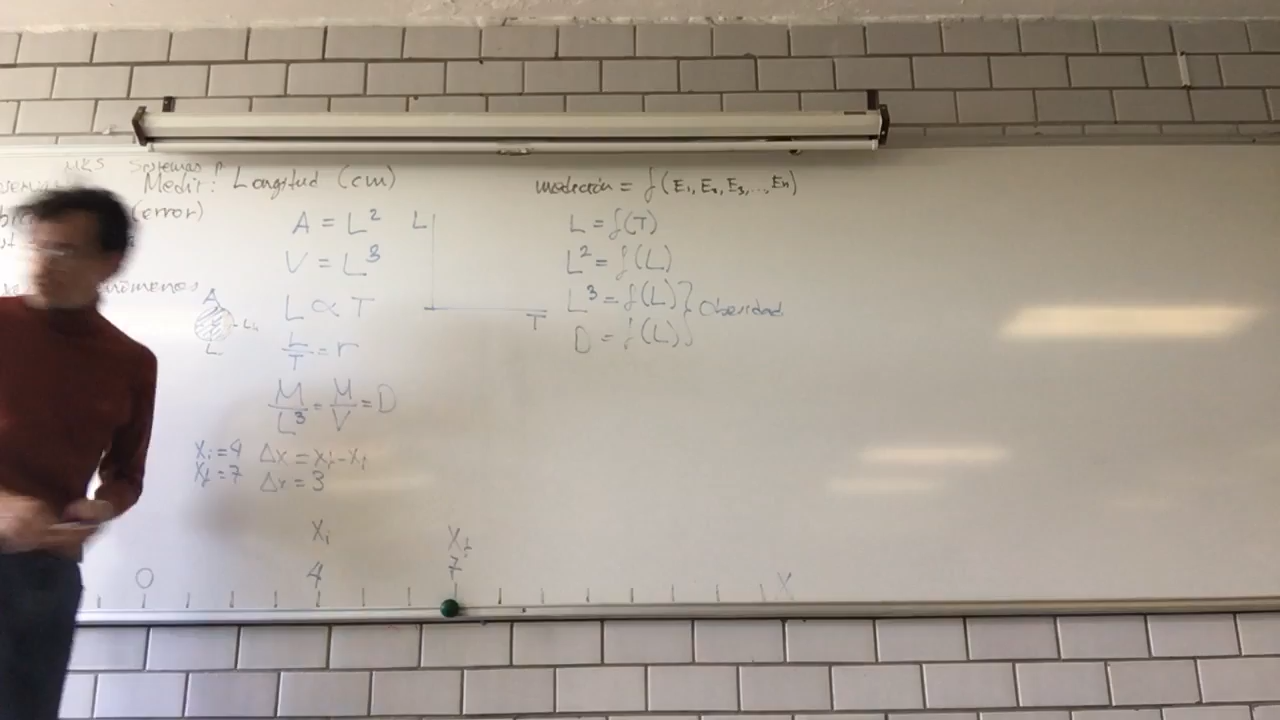 MKS Sistemas
Medir: Longitud (cm)
(error)
A = L²
V = L³
L ∝ T
L/T = r
M/L³ = M/V = D
Xi = 4 Δx = xf - xi
Xf = 7 Δx = 3
A
L
L
T
medición = f(E1, E2, E3, ..., En)
L = f(T)
L² = f(L)
L³ = f(L) } Obesidad
D = f(L)
Xi Xf
0 4 7 X